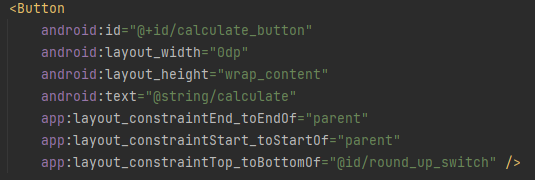 <Button
android:id="@+id/calculate_button"
android:layout_width="0dp"
android:layout_height="wrap_content"
android:text="@string/calculate"
app:layout_constraintEnd_toEndOf="parent"
app:layout_constraintStart_toStartOf="parent"
app:layout_constraintTop_toBottomOf="@id/round_up_switch" />